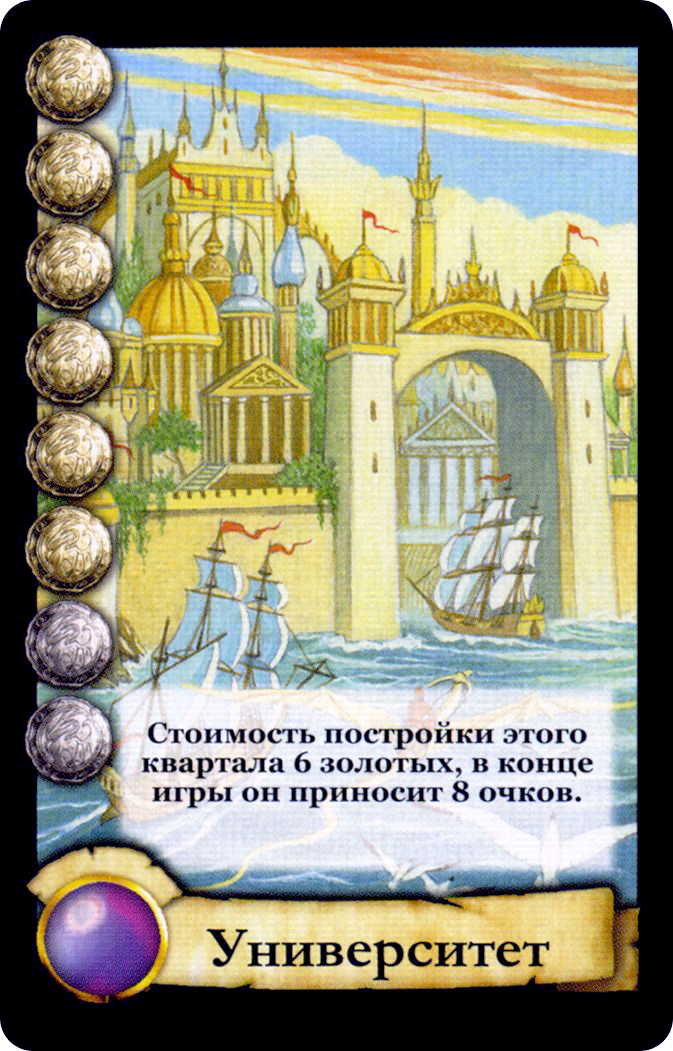 Стоимость постройки этого
квартала 6 золотых, в конце
игры он приносит 8 очков.
Университет